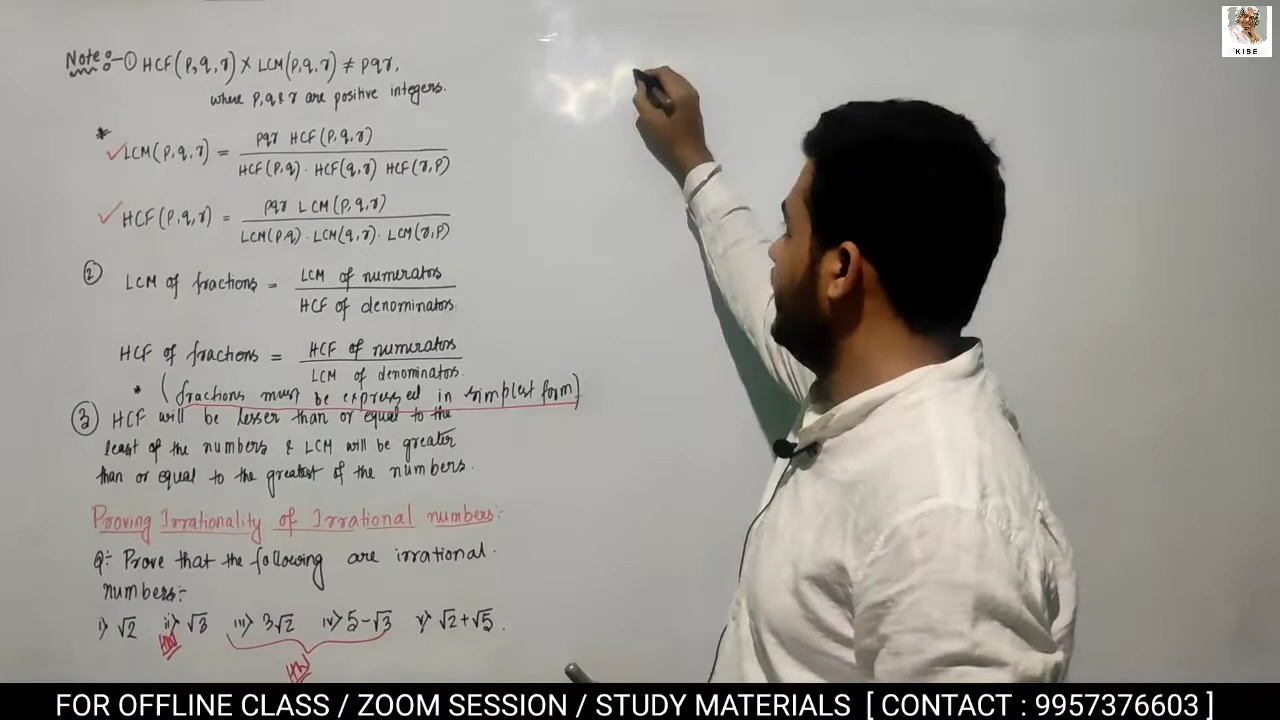 Note:- ① HCF(p,q,r) × LCM(p,q,r) ≠ pqr,
where p,q & r are positive integers.
* ✓ LCM(p,q,r) = pqr HCF(p,q,r) / HCF(p,q) . HCF(q,r) HCF(r,p)
✓ HCF(p,q,r) = pqr LCM(p,q,r) / LCM(p,q) . LCM(q,r) . LCM(r,p)
② LCM of fractions = LCM of numerators / HCF of denominators.
HCF of fractions = HCF of numerators / LCM of denominators.
* (fractions must be expressed in simplest form)
③ HCF will be lesser than or equal to the
least of the numbers & LCM will be greater
than or equal to the greatest of the numbers.
Proving Irrationality of Irrational numbers:-
Q:- Prove that the following are irrational
numbers:-
i> √2 ii> √3 iii> 3√2 iv> 5-√3 v> √2+√5.
HW
KISE
FOR OFFLINE CLASS / ZOOM SESSION / STUDY MATERIALS [ CONTACT : 9957376603 ]